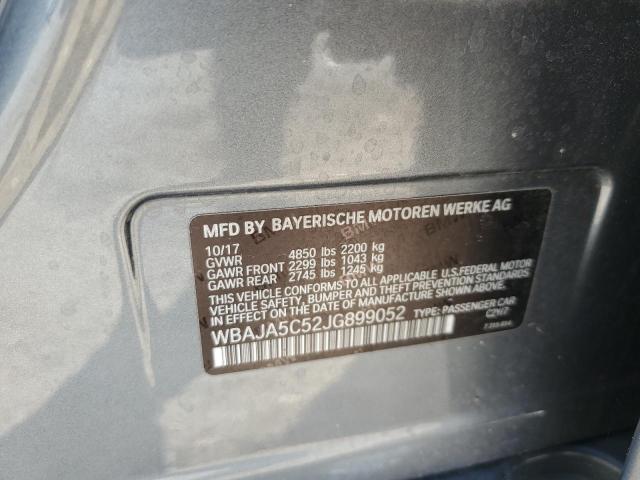 MFD BY BAYERISCHE MOTOREN WERKE AG
10/17
GVWR 4850 lbs 2200 kg
GAWR FRONT 2299 lbs 1043 kg
GAWR REAR 2745 lbs 1245 kg
THIS VEHICLE CONFORMS TO ALL APPLICABLE U.S.FEDERAL MOTOR
VEHICLE SAFETY, BUMPER AND THEFT PREVENTION STANDARDS
IN EFFECT ON THE DATE OF MANUFACTURE SHOWN ABOVE.
WBAJA5C52JG899052 TYPE: PASSENGER CAR